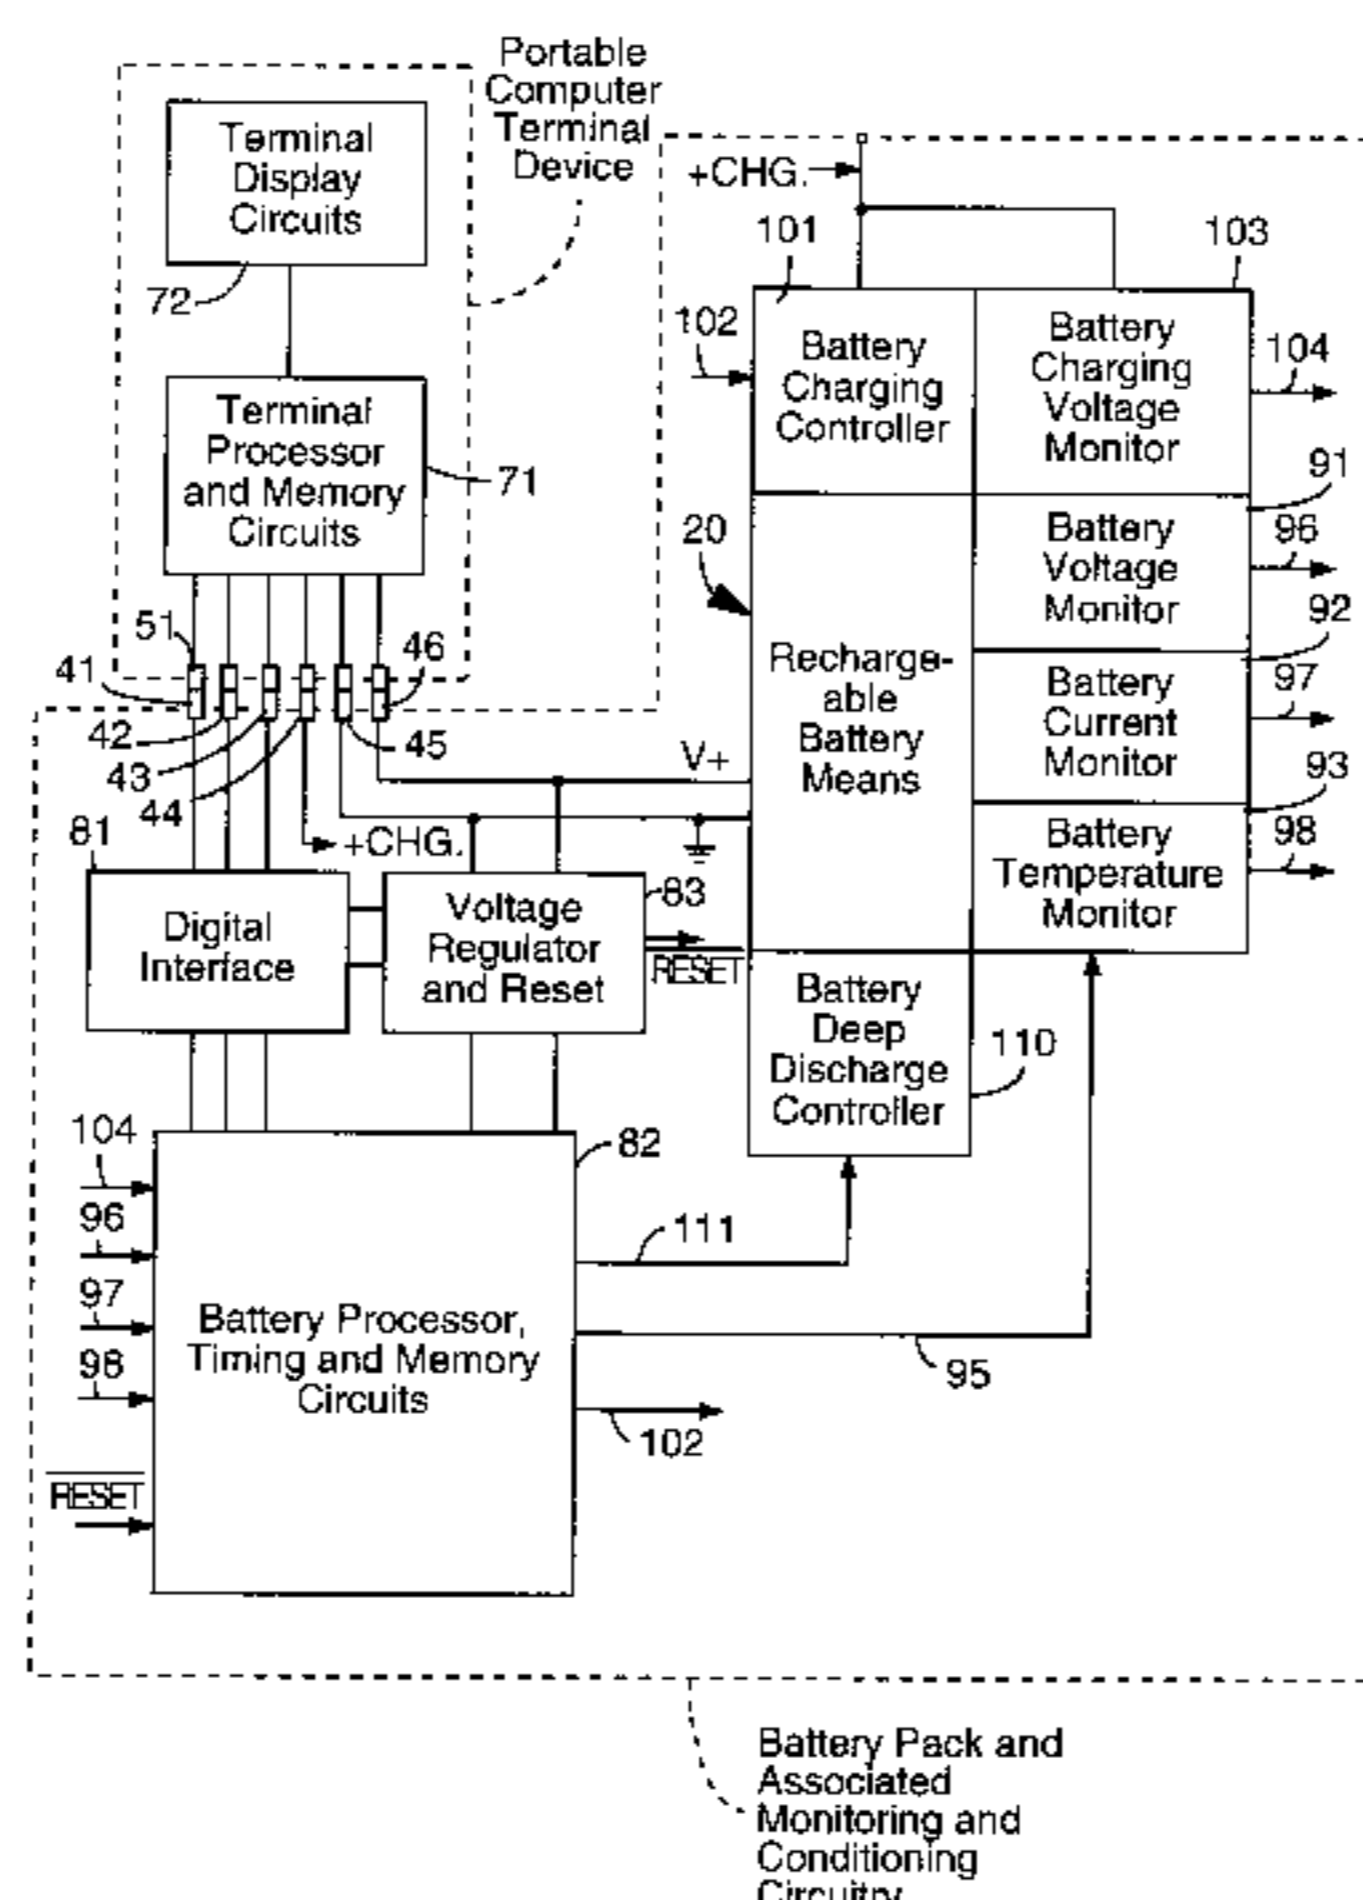 Portable
Computer
Terminal
Device
Terminal
Display
Circuits
72
Terminal
Processor
and Memory
Circuits
71
51
41
42
43
44
45
46
+CHG.
101
103
102
Battery
Charging
Controller
Battery
Charging
Voltage
Monitor
104
91
20
Battery
Voltage
Monitor
96
92
Recharge-
able
Battery
Means
Battery
Current
Monitor
97
93
V+
Battery
Temperature
Monitor
98
+CHG.
81
Digital
Interface
Voltage
Regulator
and Reset
83
RESET
Battery
Deep
Discharge
Controller
110
104
96
97
98
RESET
82
Battery Processor,
Timing and Memory
Circuits
111
95
102
Battery Pack and
Associated
Monitoring and
Conditioning
Circuitry